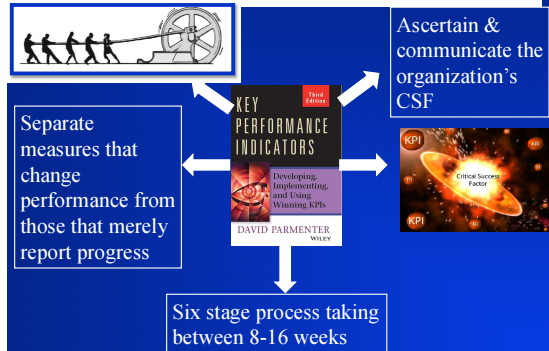 Ascertain &
communicate the
organization's
CSF
Third
Edition
KEY
PERFORMANCE
INDICATORS
Developing,
Implementing,
and Using
Winning KPIs
DAVID PARMENTER
WILEY
Separate
measures that
change
performance from
those that merely
report progress
KPI
Critical Success
Factor
KPI
Six stage process taking
between 8-16 weeks